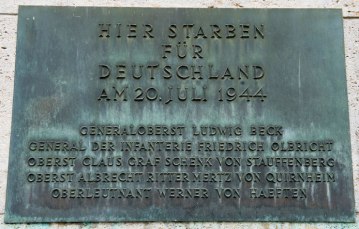 HIER STARBEN
FÜR
DEUTSCHLAND
AM 20. JULI 1944
GENERALOBERST LUDWIG BECK
GENERAL DER INFANTERIE FRIEDRICH OLBRICHT
OBERST CLAUS GRAF SCHENK VON STAUFFENBERG
OBERST ALBRECHT RITTER MERTZ VON QUIRNHEIM
OBERLEUTNANT WERNER VON HAEFTEN